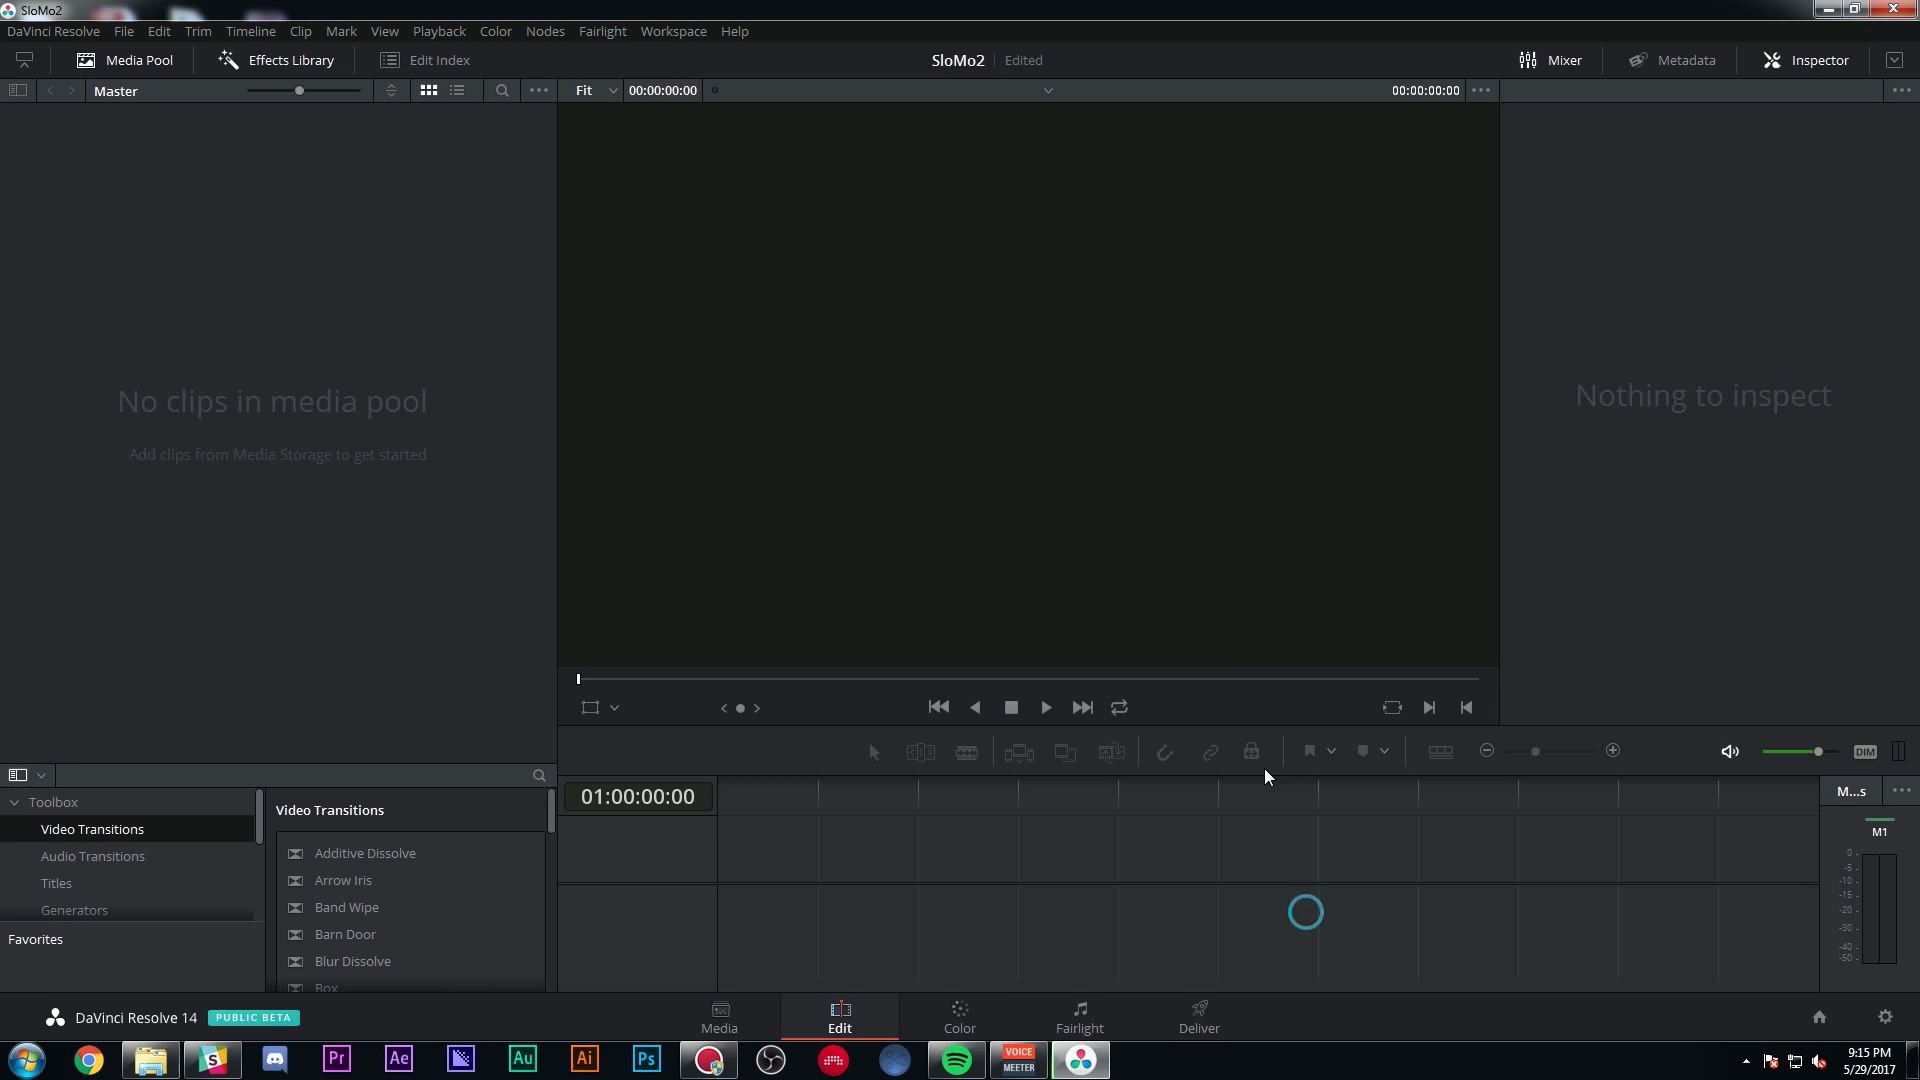 SloMo2
DaVinci Resolve File Edit Trim Timeline Clip Mark View Playback Color Nodes Fairlight Workspace Help
Media Pool Effects Library Edit Index SloMo2 Edited Mixer Metadata Inspector
Master Fit 00:00:00:00 00:00:00:00
No clips in media pool
Add clips from Media Storage to get started
Nothing to inspect
DIM
01:00:00:00
M...s
Toolbox
Video Transitions
Audio Transitions
Titles
Generators
Favorites
Video Transitions
Additive Dissolve
Arrow Iris
Band Wipe
Barn Door
Blur Dissolve
Box
M1
0
-5
-10
-15
-20
-30
-40
-50
DaVinci Resolve 14 PUBLIC BETA
Media Edit Color Fairlight Deliver
Pr Ae Au Ai Ps
VOICE
MEETER
9:15 PM
5/29/2017